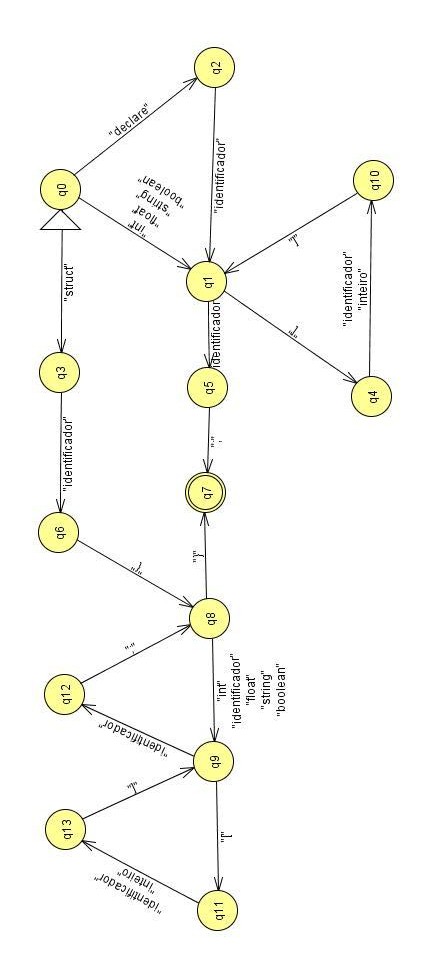 q0
"declare"
q2
"int"
"float"
"string"
"boolean"
"identificador"
q1
"]"
q10
"["
"identificador"
"inteiro"
q4
identificador
q5
";"
q7
"struct"
q3
"identificador"
q6
"{"
"}"
q8
"int"
"identificador"
"float"
"string"
"boolean"
";"
q12
"identificador"
q9
"]"
q13
"["
"inteiro"
"identificador"
q11